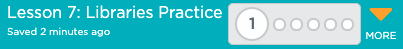 Lesson 7: Libraries Practice
Saved 2 minutes ago
1
MORE